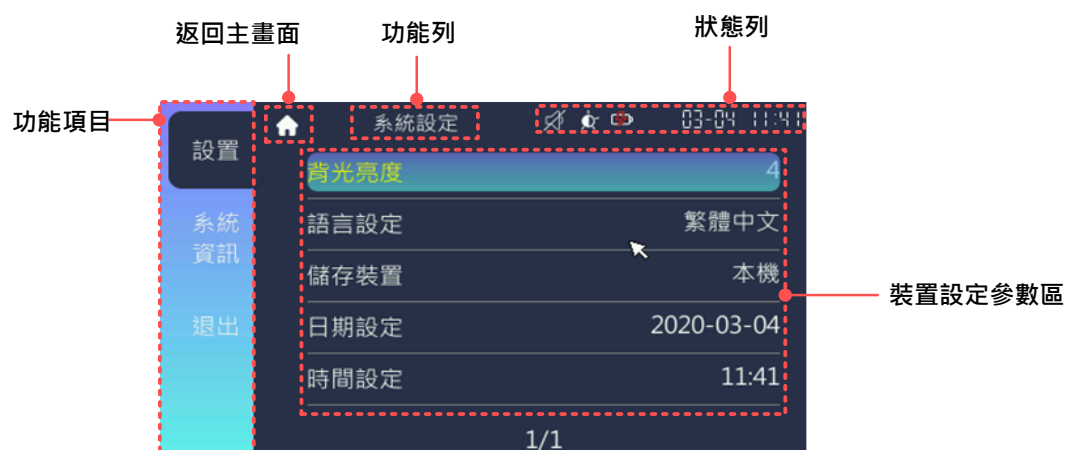 返回主畫面 功能列 狀態列
功能項目
系統設定 03-04 11:41
設置
背光亮度 4
系統
資訊
語言設定 繁體中文
儲存裝置 本機
裝置設定參數區
退出
日期設定 2020-03-04
時間設定 11:41
1/1